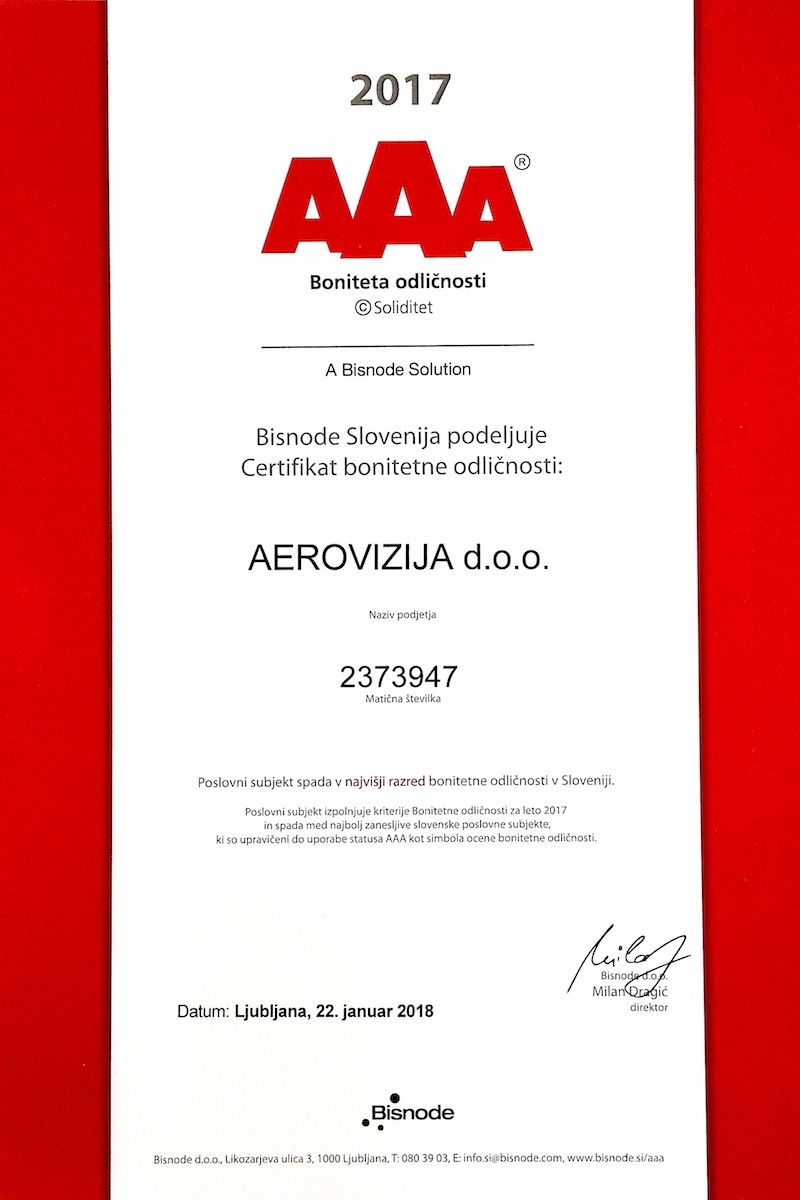 2017
AAA®
Boniteta odličnosti
©Soliditet
A Bisnode Solution
Bisnode Slovenija podeljuje
Certifikat bonitetne odličnosti:
AEROVIZIJA d.o.o.
Naziv podjetja
2373947
Matična številka
Poslovni subjekt spada v najvišji razred bonitetne odličnosti v Sloveniji.
Poslovni subjekt izpolnjuje kriterije Bonitetne odličnosti za leto 2017
in spada med najbolj zanesljive slovenske poslovne subjekte,
ki so upravičeni do uporabe statusa AAA kot simbola ocene bonitetne odličnosti.
Bisnode d.o.o.
Milan Dragić
direktor
Datum: Ljubljana, 22. januar 2018
Bisnode
Bisnode d.o.o., Likozarjeva ulica 3, 1000 Ljubljana, T: 080 39 03, E: info.si@bisnode.com, www.bisnode.si/aaa